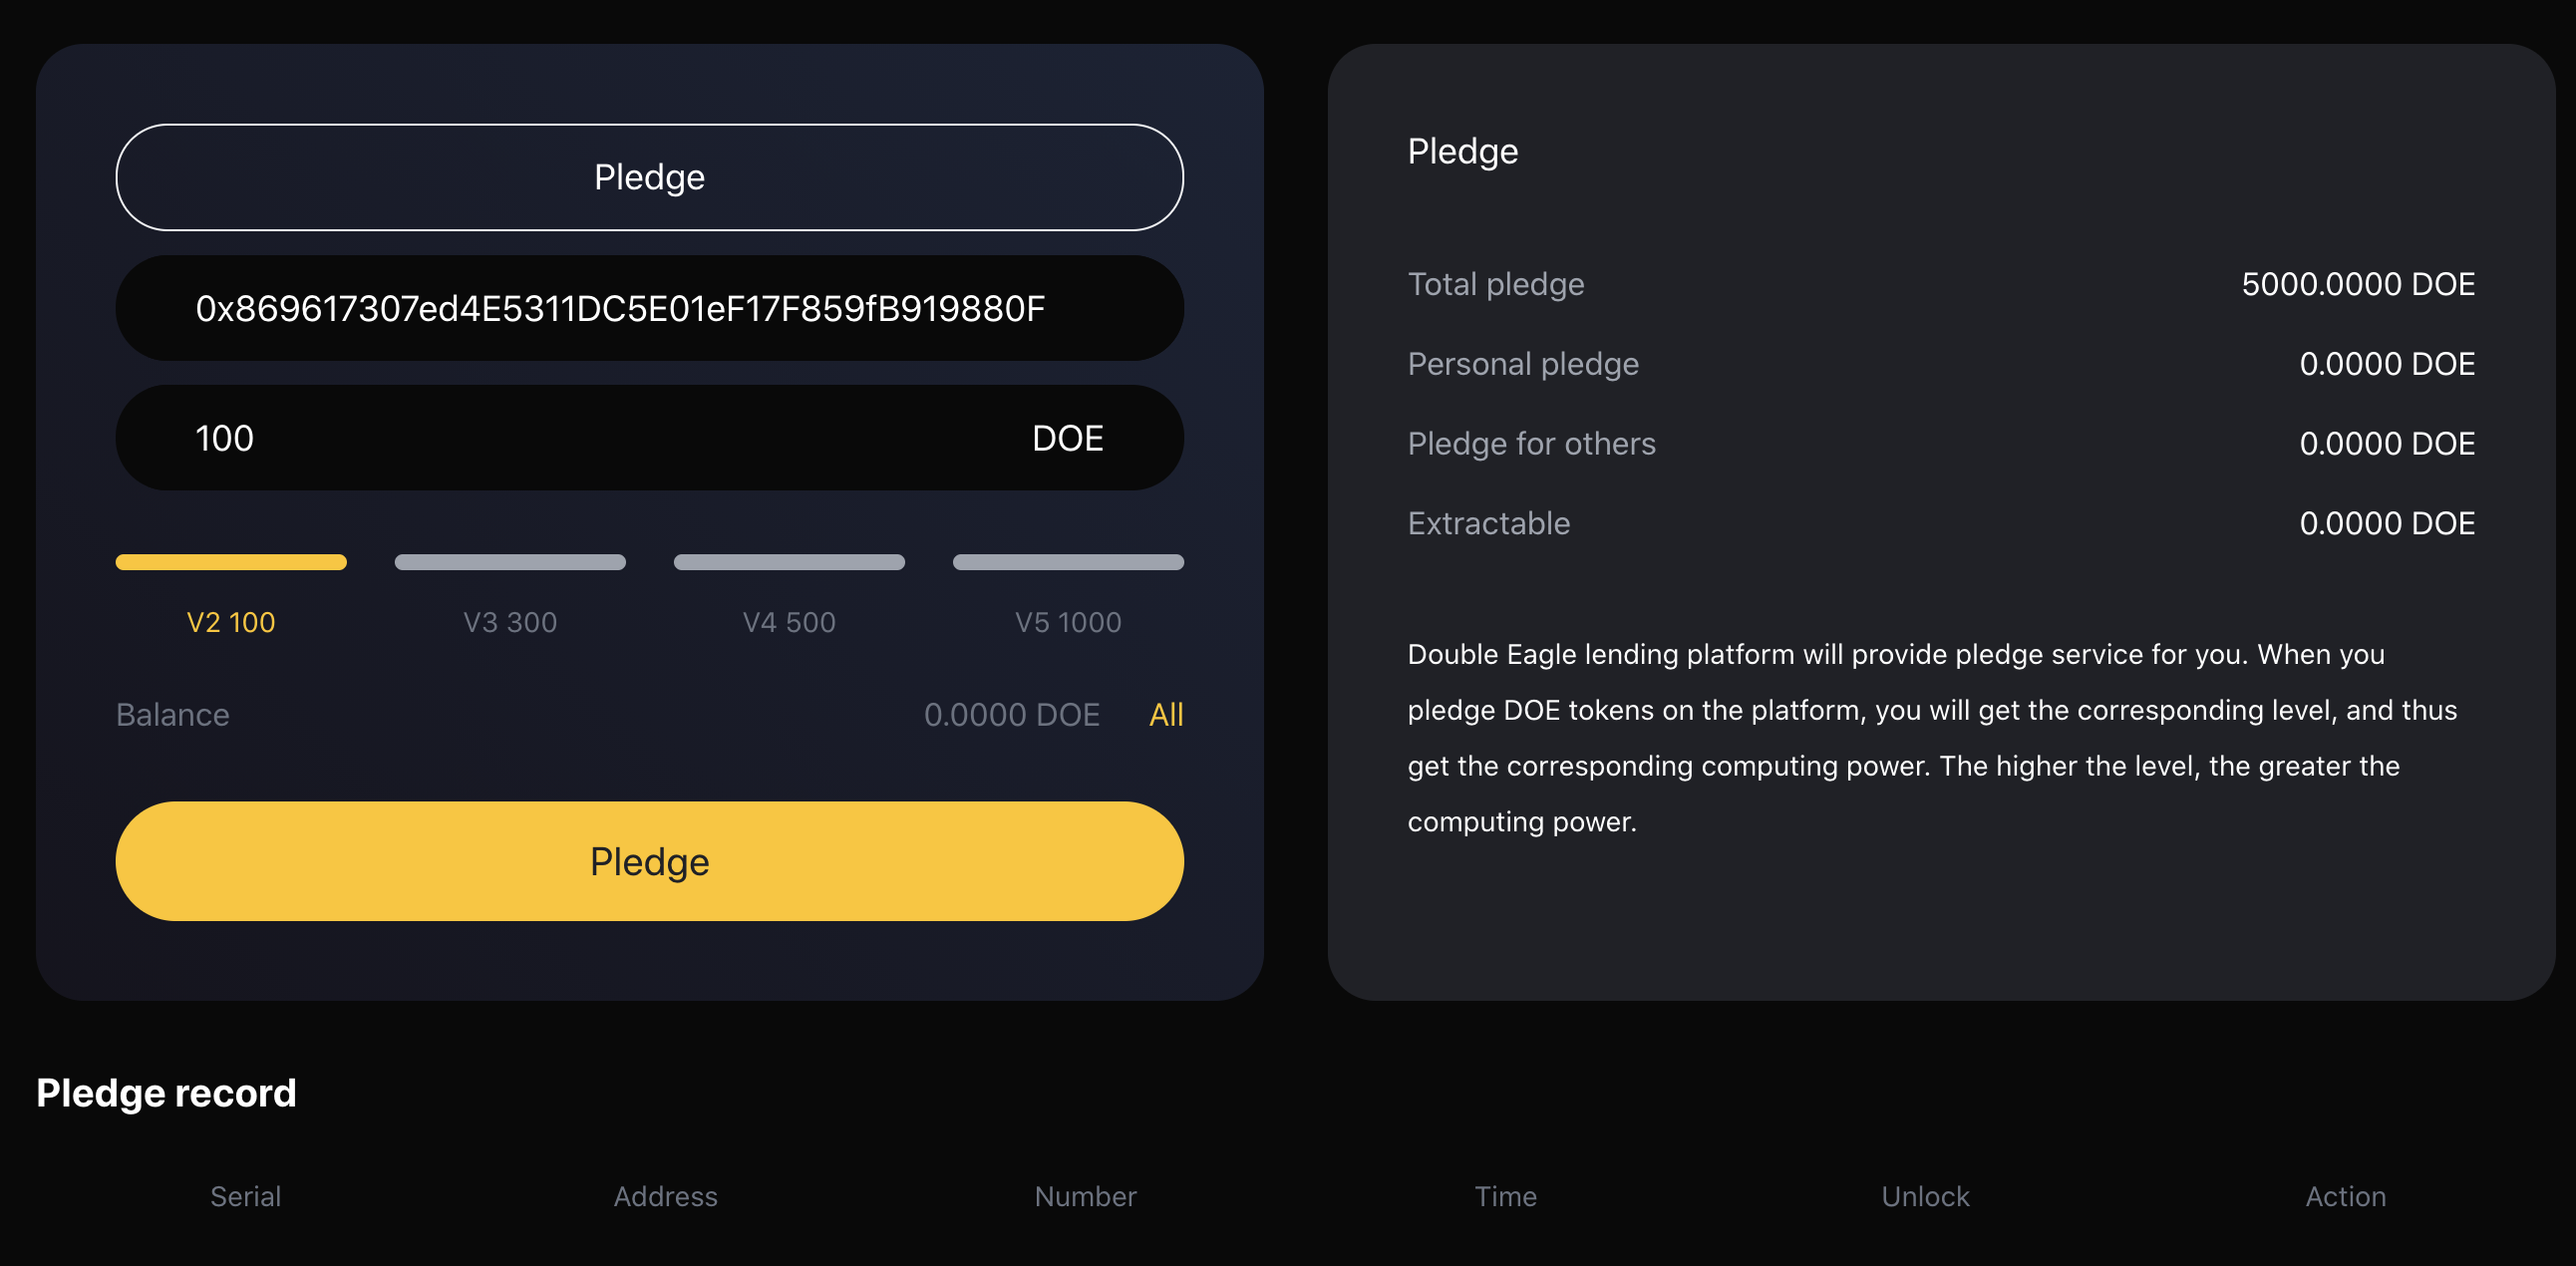 Pledge
0x869617307ed4E5311DC5E01eF17F859fB919880F
100 DOE
V2 100 V3 300 V4 500 V5 1000
Balance 0.0000 DOE All
Pledge
Pledge
Total pledge 5000.0000 DOE
Personal pledge 0.0000 DOE
Pledge for others 0.0000 DOE
Extractable 0.0000 DOE
Double Eagle lending platform will provide pledge service for you. When you
pledge DOE tokens on the platform, you will get the corresponding level, and thus
get the corresponding computing power. The higher the level, the greater the
computing power.
Pledge record
Serial Address Number Time Unlock Action